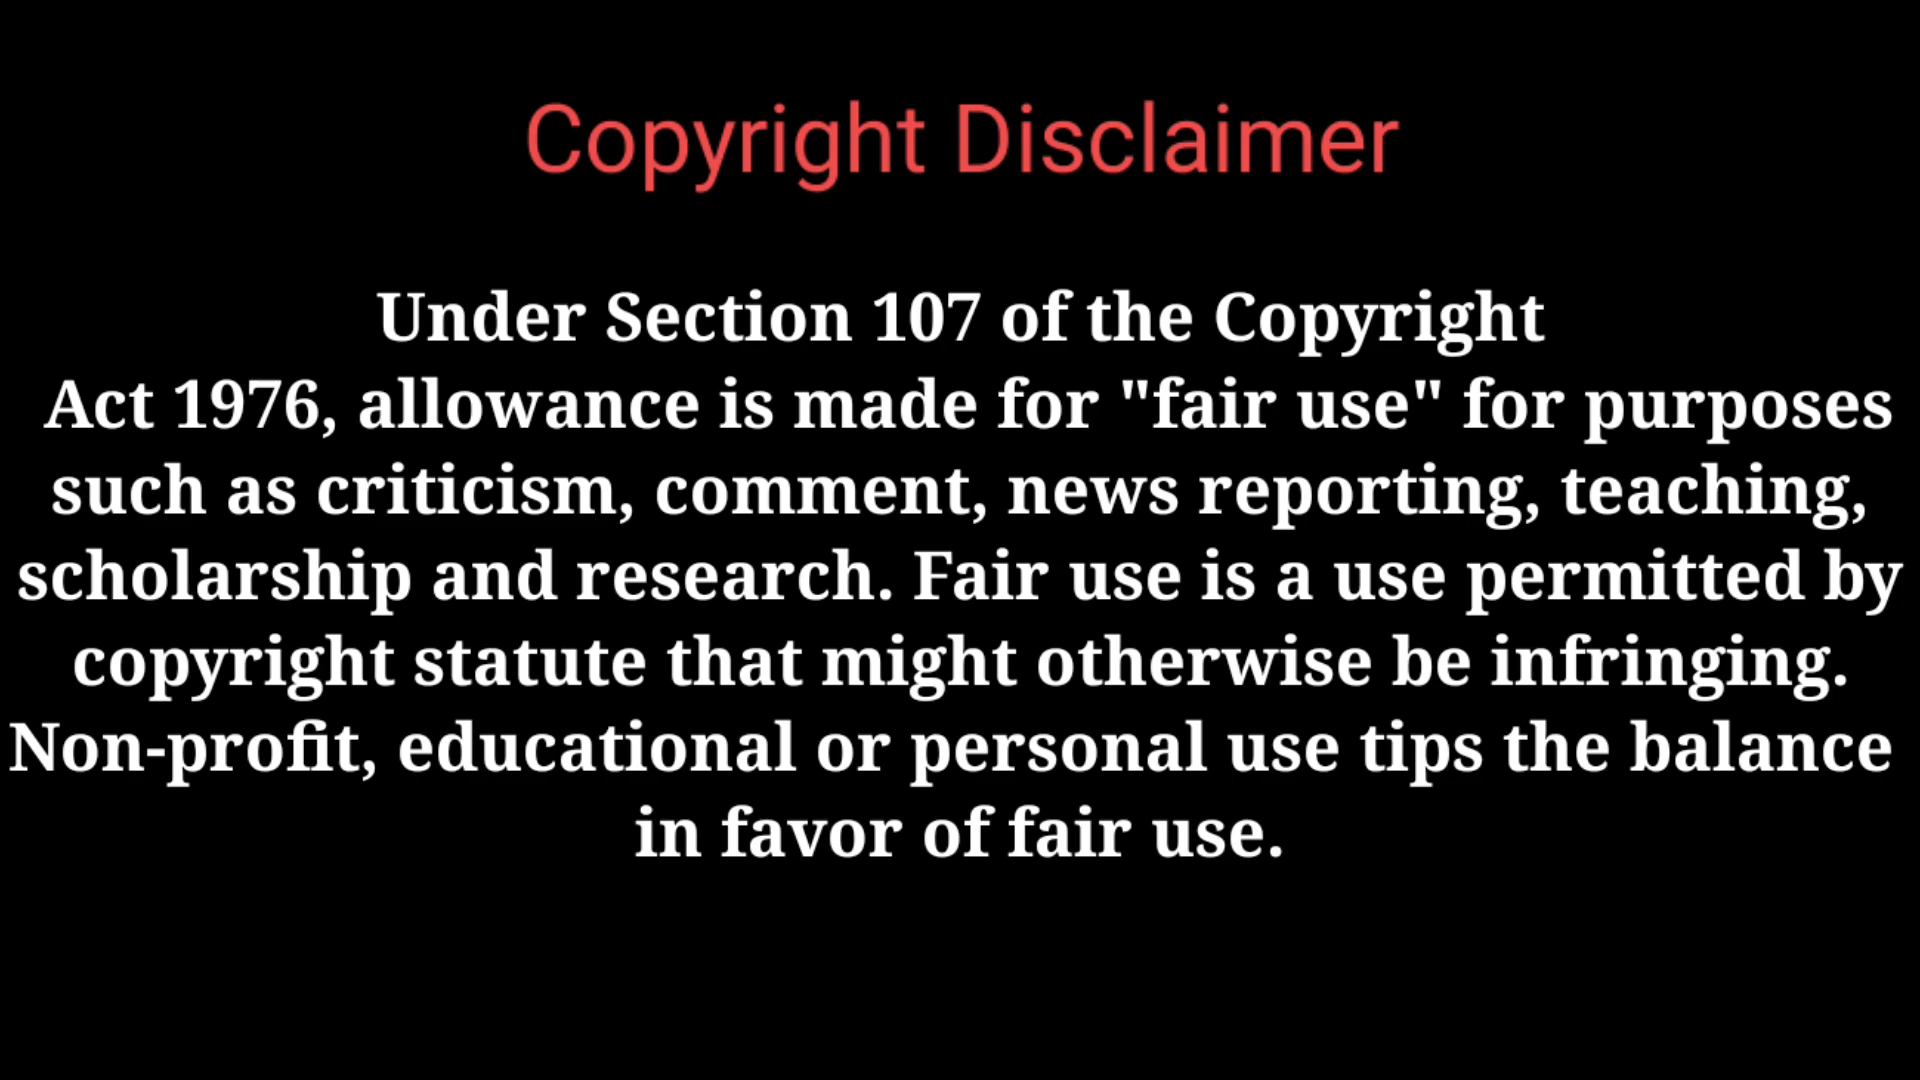 Copyright Disclaimer
Under Section 107 of the Copyright
Act 1976, allowance is made for "fair use" for purposes
such as criticism, comment, news reporting, teaching,
scholarship and research. Fair use is a use permitted by
copyright statute that might otherwise be infringing.
Non-profit, educational or personal use tips the balance
in favor of fair use.